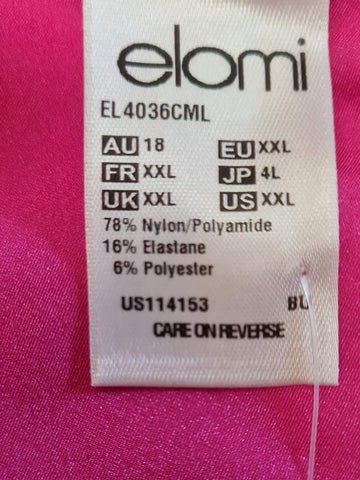 elomi
EL4036CML
AU 18 EU XXL
FR XXL JP 4L
UK XXL US XXL
78% Nylon/Polyamide
16% Elastane
6% Polyester
US114153 BU
CARE ON REVERSE